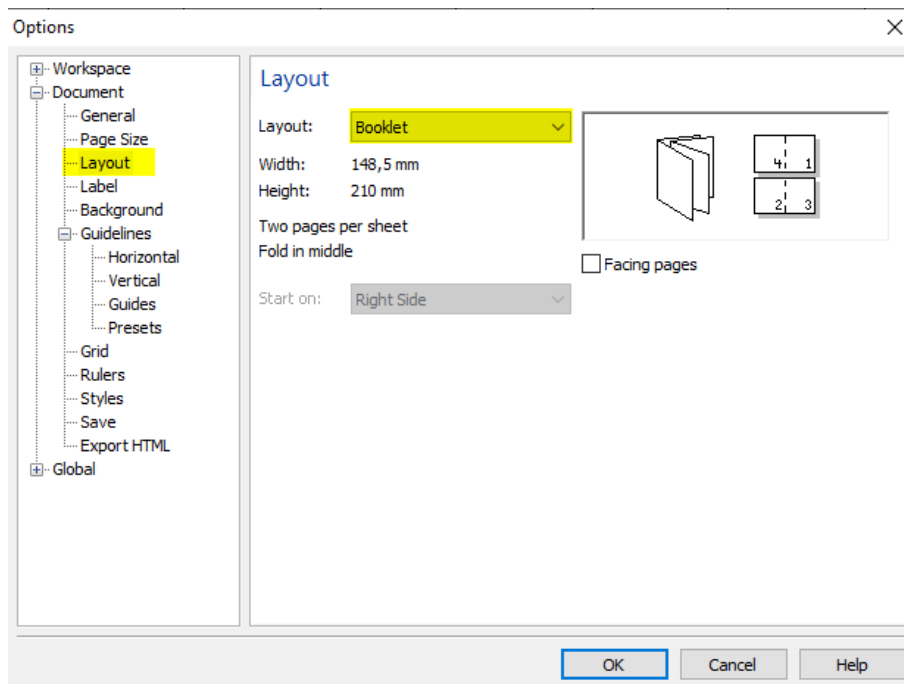 Options
Workspace
Document
General
Page Size
Layout
Label
Background
Guidelines
Horizontal
Vertical
Guides
Presets
Grid
Rulers
Styles
Save
Export HTML
Global
Layout
Layout: Booklet
Width: 148,5 mm
Height: 210 mm
Two pages per sheet
Fold in middle
Start on: Right Side
4 1
2 3
Facing pages
OK Cancel Help